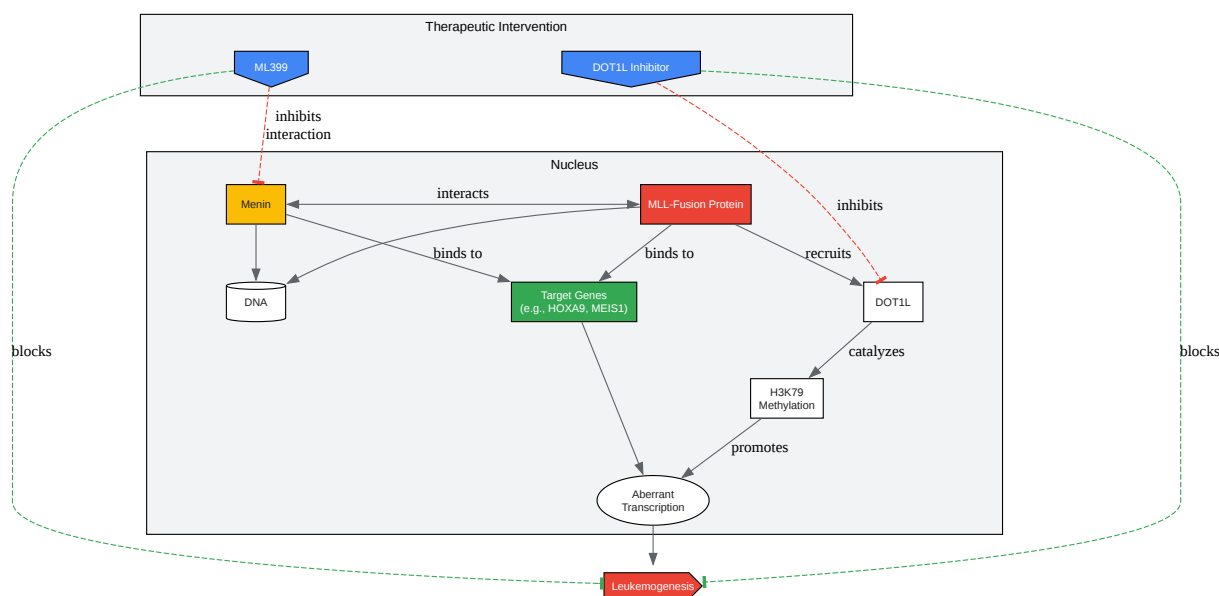 Therapeutic Intervention
ML399
DOT1L Inhibitor
inhibits
interaction
Nucleus
Menin
interacts
MLL-Fusion Protein
inhibits
binds to
binds to
recruits
DNA
Target Genes
(e.g., HOXA9, MEIS1)
DOT1L
blocks
catalyzes
blocks
H3K79
Methylation
promotes
Aberrant
Transcription
Leukemogenesis